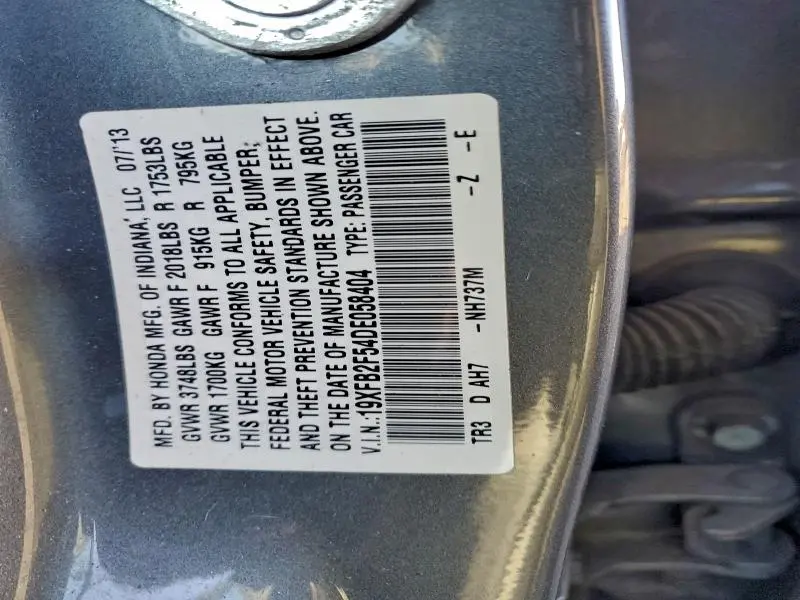 MFD. BY HONDA MFG. OF INDIANA, LLC 07/'13
GVWR 3748LBS GAWR F 2018LBS R 1753LBS
GVWR 1700KG GAWR F 915KG R 795KG
THIS VEHICLE CONFORMS TO ALL APPLICABLE
FEDERAL MOTOR VEHICLE SAFETY, BUMPER,
AND THEFT PREVENTION STANDARDS IN EFFECT
ON THE DATE OF MANUFACTURE SHOWN ABOVE.
V.I.N.:19XFB2F54DE058404 TYPE: PASSENGER CAR
TR3 D AH7 -NH737M -Z -E